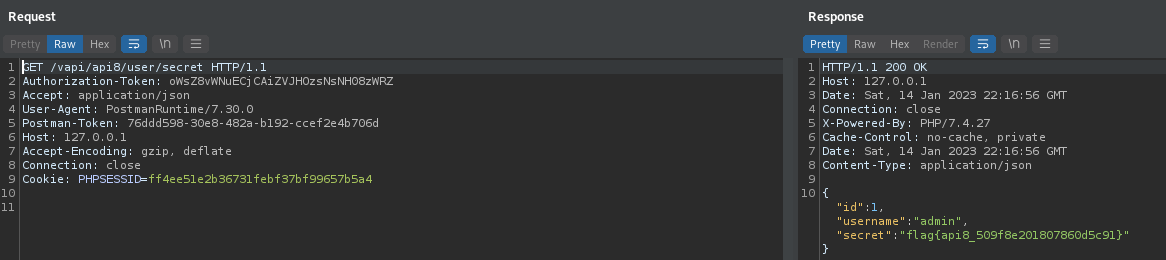 Request
Pretty Raw Hex \n
1 GET /vapi/api8/user/secret HTTP/1.1
2 Authorization-Token: oWsZ8vWNuECjCAiZVJHOzsNsNH08zWRZ
3 Accept: application/json
4 User-Agent: PostmanRuntime/7.30.0
5 Postman-Token: 76ddd598-30e8-482a-b192-ccef2e4b706d
6 Host: 127.0.0.1
7 Accept-Encoding: gzip, deflate
8 Connection: close
9 Cookie: PHPSESSID=ff4ee51e2b36731febf37bf99657b5a4
10
11
Response
Pretty Raw Hex Render \n
1 HTTP/1.1 200 OK
2 Host: 127.0.0.1
3 Date: Sat, 14 Jan 2023 22:16:56 GMT
4 Connection: close
5 X-Powered-By: PHP/7.4.27
6 Cache-Control: no-cache, private
7 Date: Sat, 14 Jan 2023 22:16:56 GMT
8 Content-Type: application/json
9
10 {
"id":1,
"username":"admin",
"secret":"flag{api8_509f8e201807860d5c91}"
}